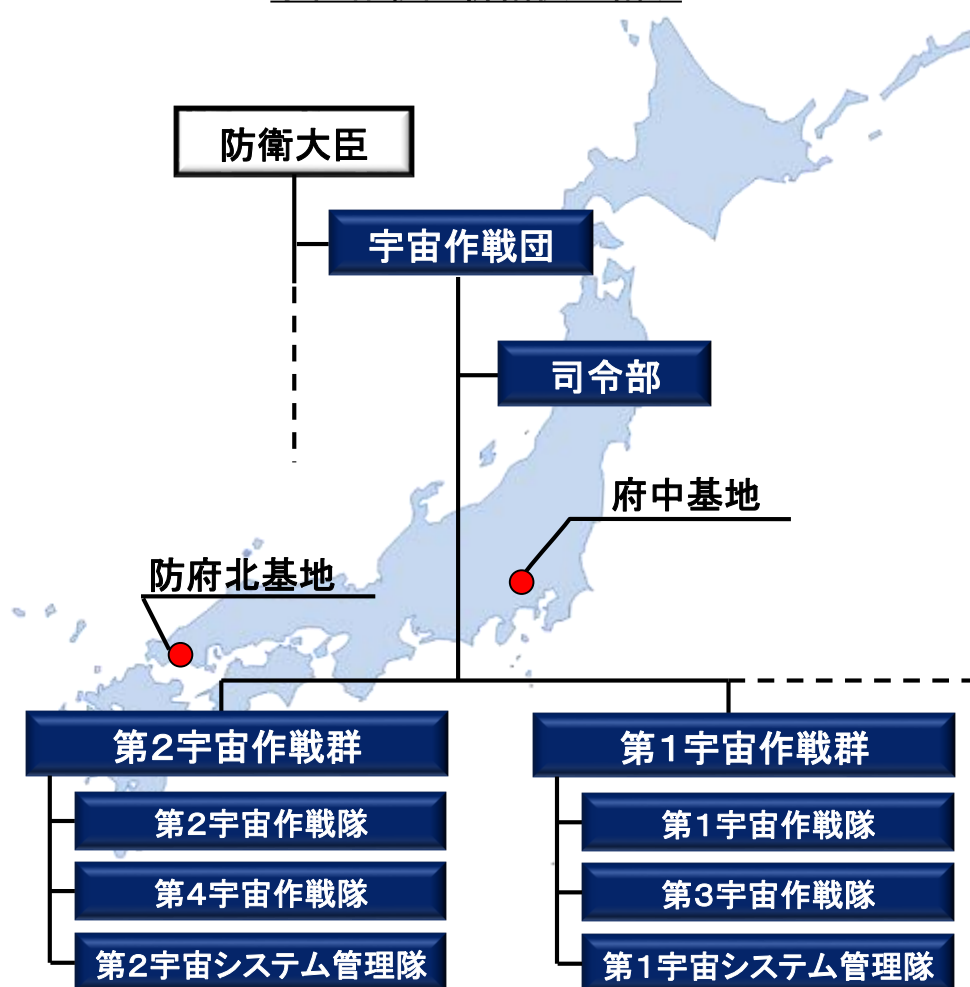 防衛大臣
宇宙作戦団
司令部
府中基地
防府北基地
第２宇宙作戦群
第２宇宙作戦隊
第４宇宙作戦隊
第２宇宙システム管理隊
第１宇宙作戦群
第１宇宙作戦隊
第３宇宙作戦隊
第１宇宙システム管理隊